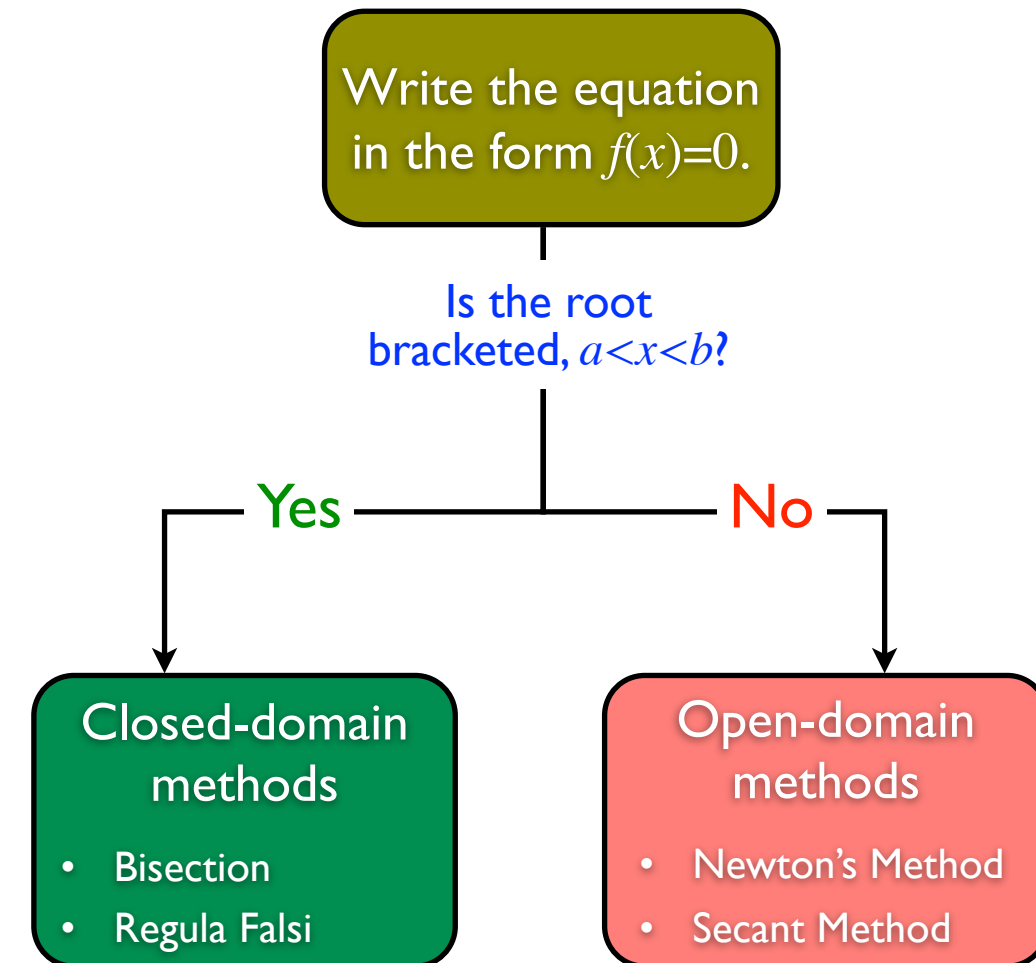 Write the equation
in the form f(x)=0.
Is the root
bracketed, a<x<b?
Yes
No
Closed-domain
methods
• Bisection
• Regula Falsi
Open-domain
methods
• Newton's Method
• Secant Method